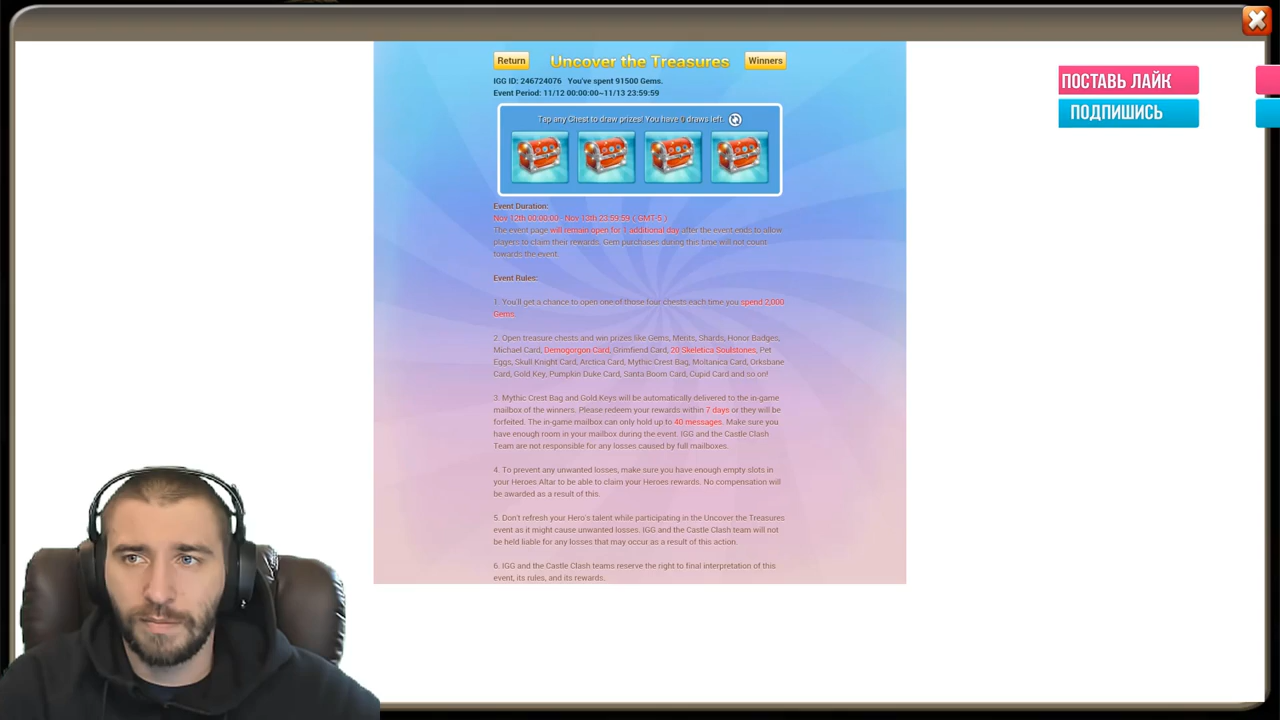 Return
Uncover the Treasures
Winners
ПОСТАВЬ ЛАЙК
ПОДПИШИСЬ
IGG ID: 246724076 You've spent 91500 Gems.
Event Period: 11/12 00:00:00~11/13 23:59:59
Tap any Chest to draw prizes! You have 0 draws left.
Event Duration:
Nov 12th 00:00:00 - Nov 13th 23:59:59 ( GMT-5 )
The event page will remain open for 1 additional day after the event ends to allow
players to claim their rewards. Gem purchases during this time will not count
towards the event.
Event Rules:
1. You'll get a chance to open one of those four chests each time you spend 2,000
Gems.
2. Open treasure chests and win prizes like Gems, Merits, Shards, Honor Badges,
Michael Card, Demogorgon Card, Grimfiend Card, 20 Skeletica Soulstones, Pet
Eggs, Skull Knight Card, Arctica Card, Mythic Crest Bag, Moltanica Card, Orksbane
Card, Gold Key, Pumpkin Duke Card, Santa Boom Card, Cupid Card and so on!
3. Mythic Crest Bag and Gold Keys will be automatically delivered to the in-game
mailbox of the winners. Please redeem your rewards within 7 days or they will be
forfeited. The in-game mailbox can only hold up to 40 messages. Make sure you
have enough room in your mailbox during the event. IGG and the Castle Clash
Team are not responsible for any losses caused by full mailboxes.
4. To prevent any unwanted losses, make sure you have enough empty slots in
your Heroes Altar to be able to claim your Heroes rewards. No compensation will
be awarded as a result of this.
5. Don't refresh your Hero's talent while participating in the Uncover the Treasures
event as it might cause unwanted losses. IGG and the Castle Clash team will not
be held liable for any losses that may occur as a result of this action.
6. IGG and the Castle Clash teams reserve the right to final interpretation of this
event, its rules, and its rewards.